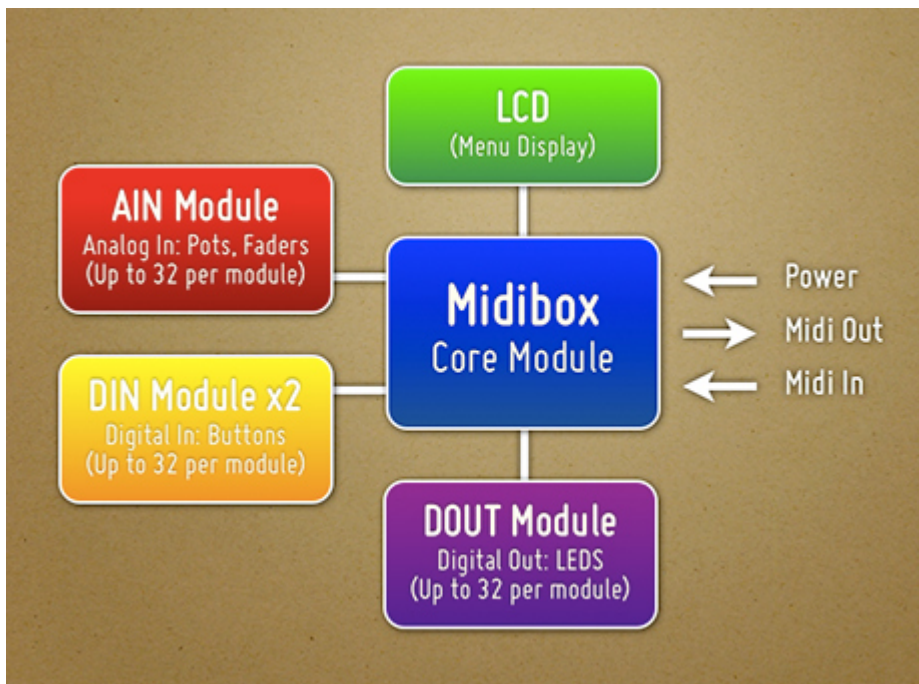 LCD
(Menu Display)
AIN Module
Analog In: Pots, Faders
(Up to 32 per module)
Midibox
Core Module
Power
Midi Out
Midi In
DIN Module x2
Digital In: Buttons
(Up to 32 per module)
DOUT Module
Digital Out: LEDS
(Up to 32 per module)